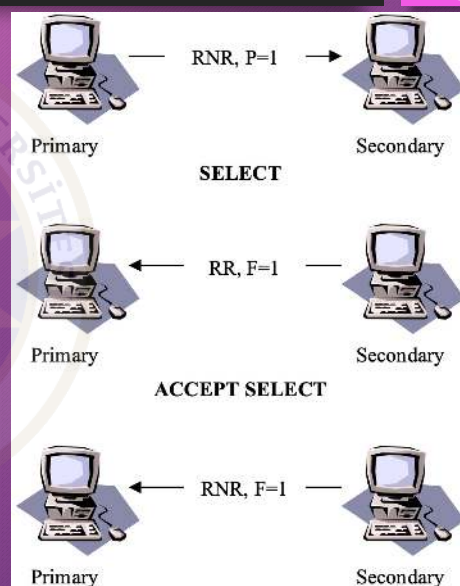 RNR, P=1
Primary Secondary
SELECT
RR, F=1
Primary Secondary
ACCEPT SELECT
RNR, F=1
Primary Secondary